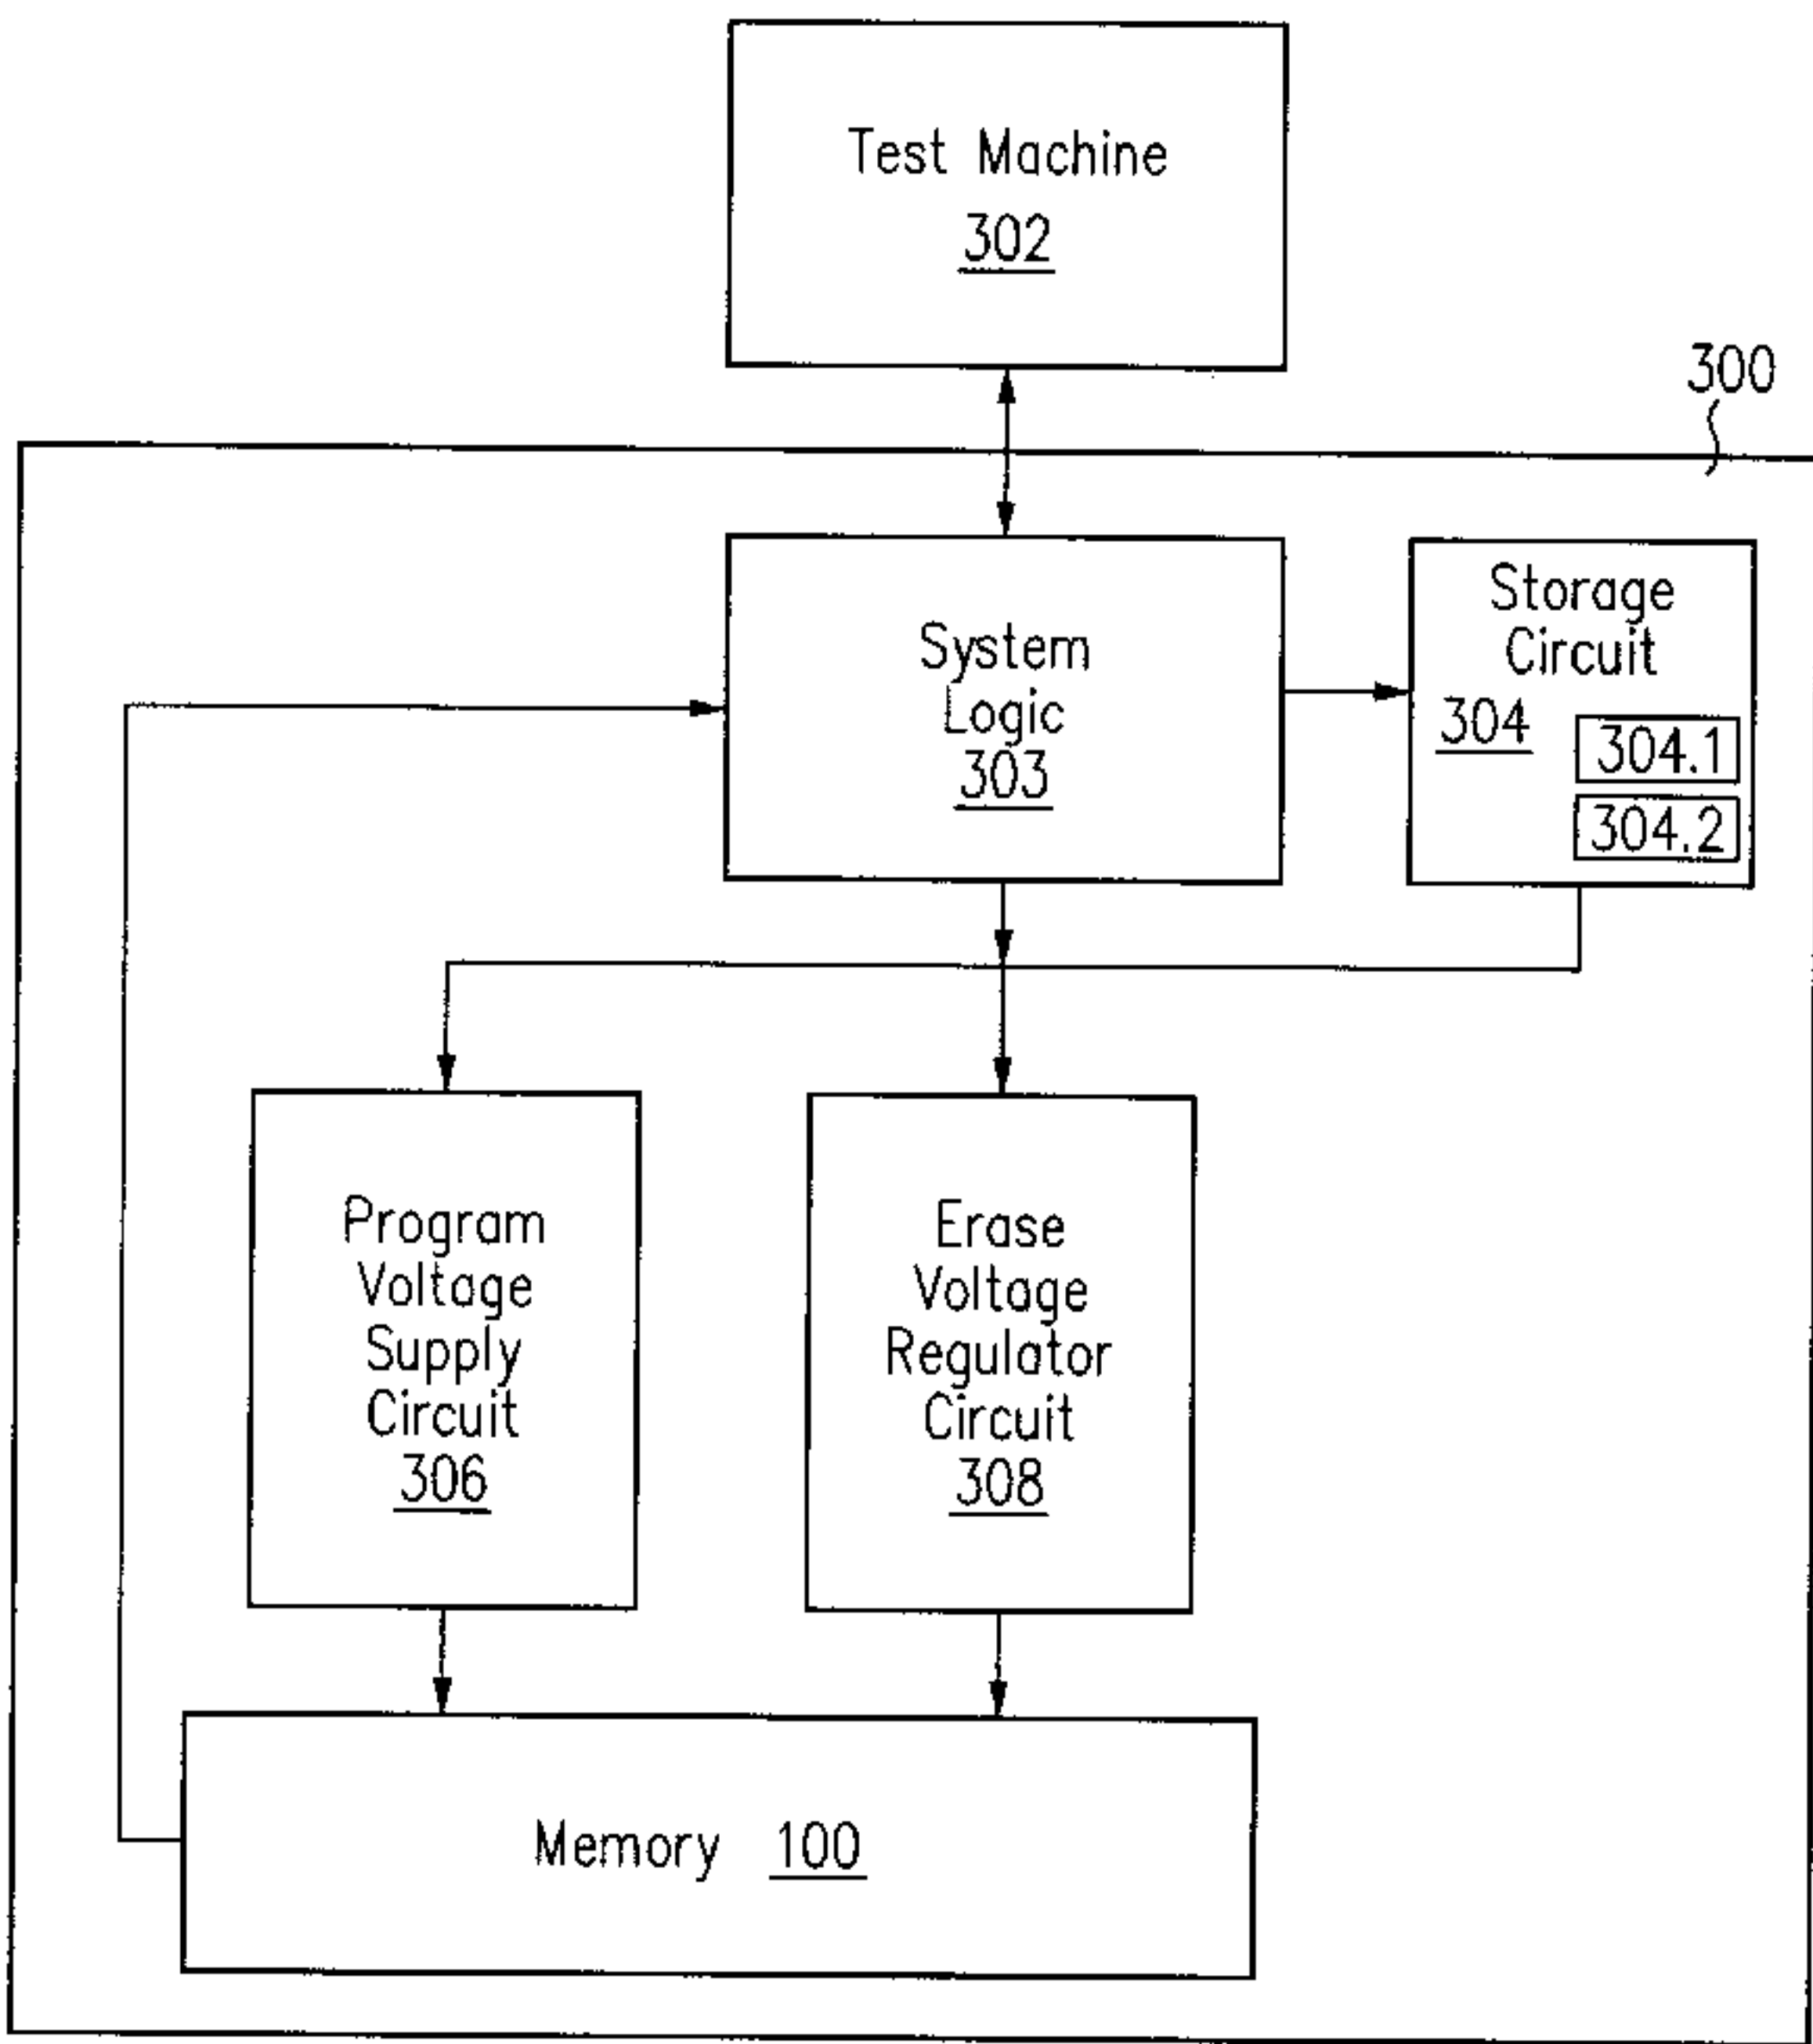 Test Machine
302
300
System
Logic
303
Storage
Circuit
304
304.1
304.2
Program
Voltage
Supply
Circuit
306
Erase
Voltage
Regulator
Circuit
308
Memory 100